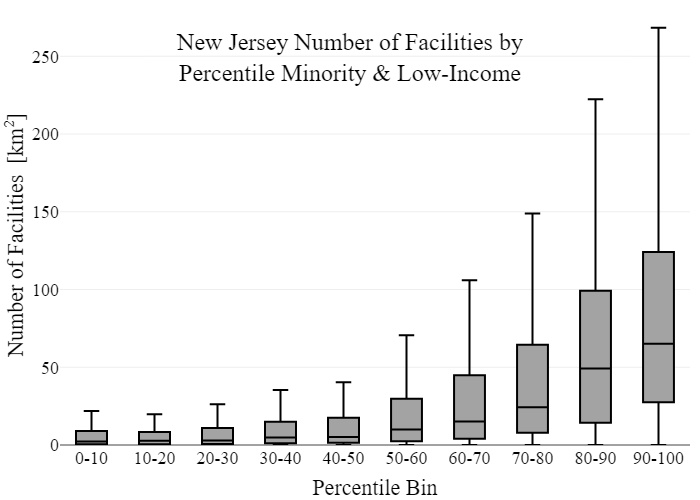 New Jersey Number of Facilities by
Percentile Minority & Low-Income
Number of Facilities [km²]
250
200
150
100
50
0
0-10 10-20 20-30 30-40 40-50 50-60 60-70 70-80 80-90 90-100
Percentile Bin